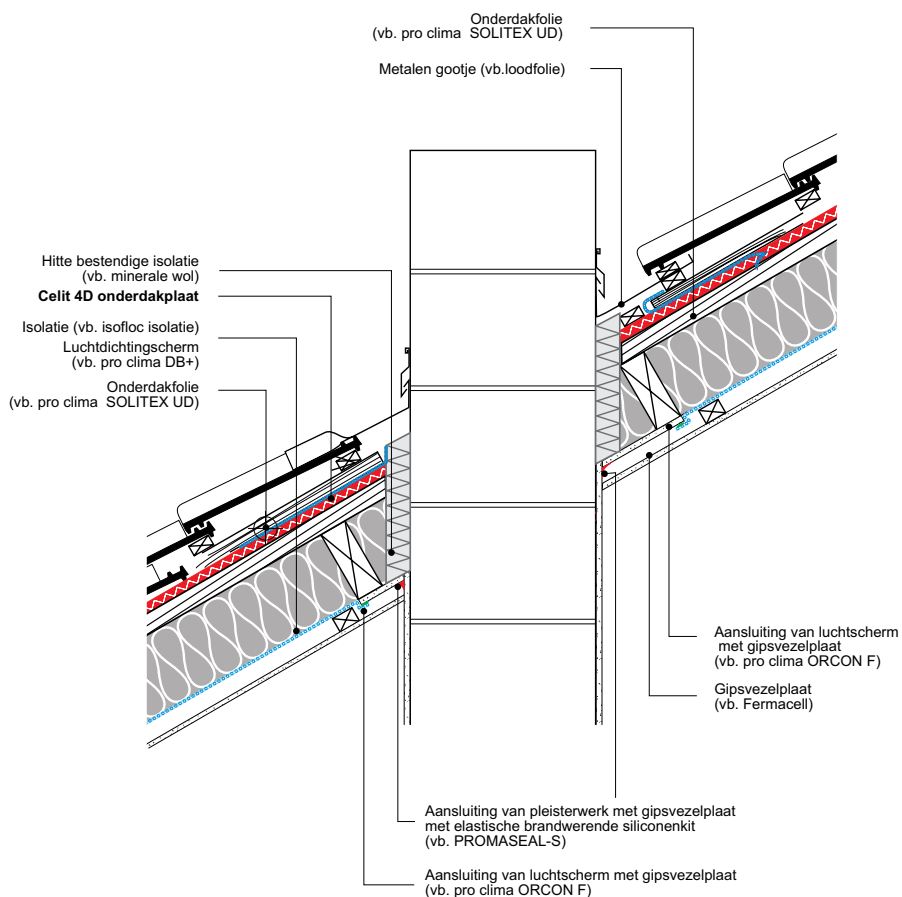 Onderdakfolie
(vb. pro clima SOLITEX UD)
Metalen gootje (vb.loodfolie)
Hitte bestendige isolatie
(vb. minerale wol)
Celit 4D onderdakplaat
Isolatie (vb. isofloc isolatie)
Luchtdichtingscherm
(vb. pro clima DB+)
Onderdakfolie
(vb. pro clima SOLITEX UD)
Aansluiting van luchtscherm
met gipsvezelplaat
(vb. pro clima ORCON F)
Gipsvezelplaat
(vb. Fermacell)
Aansluiting van pleisterwerk met gipsvezelplaat
met elastische brandwerende siliconenkit
(vb. PROMASEAL-S)
Aansluiting van luchtscherm met gipsvezelplaat
(vb. pro clima ORCON F)